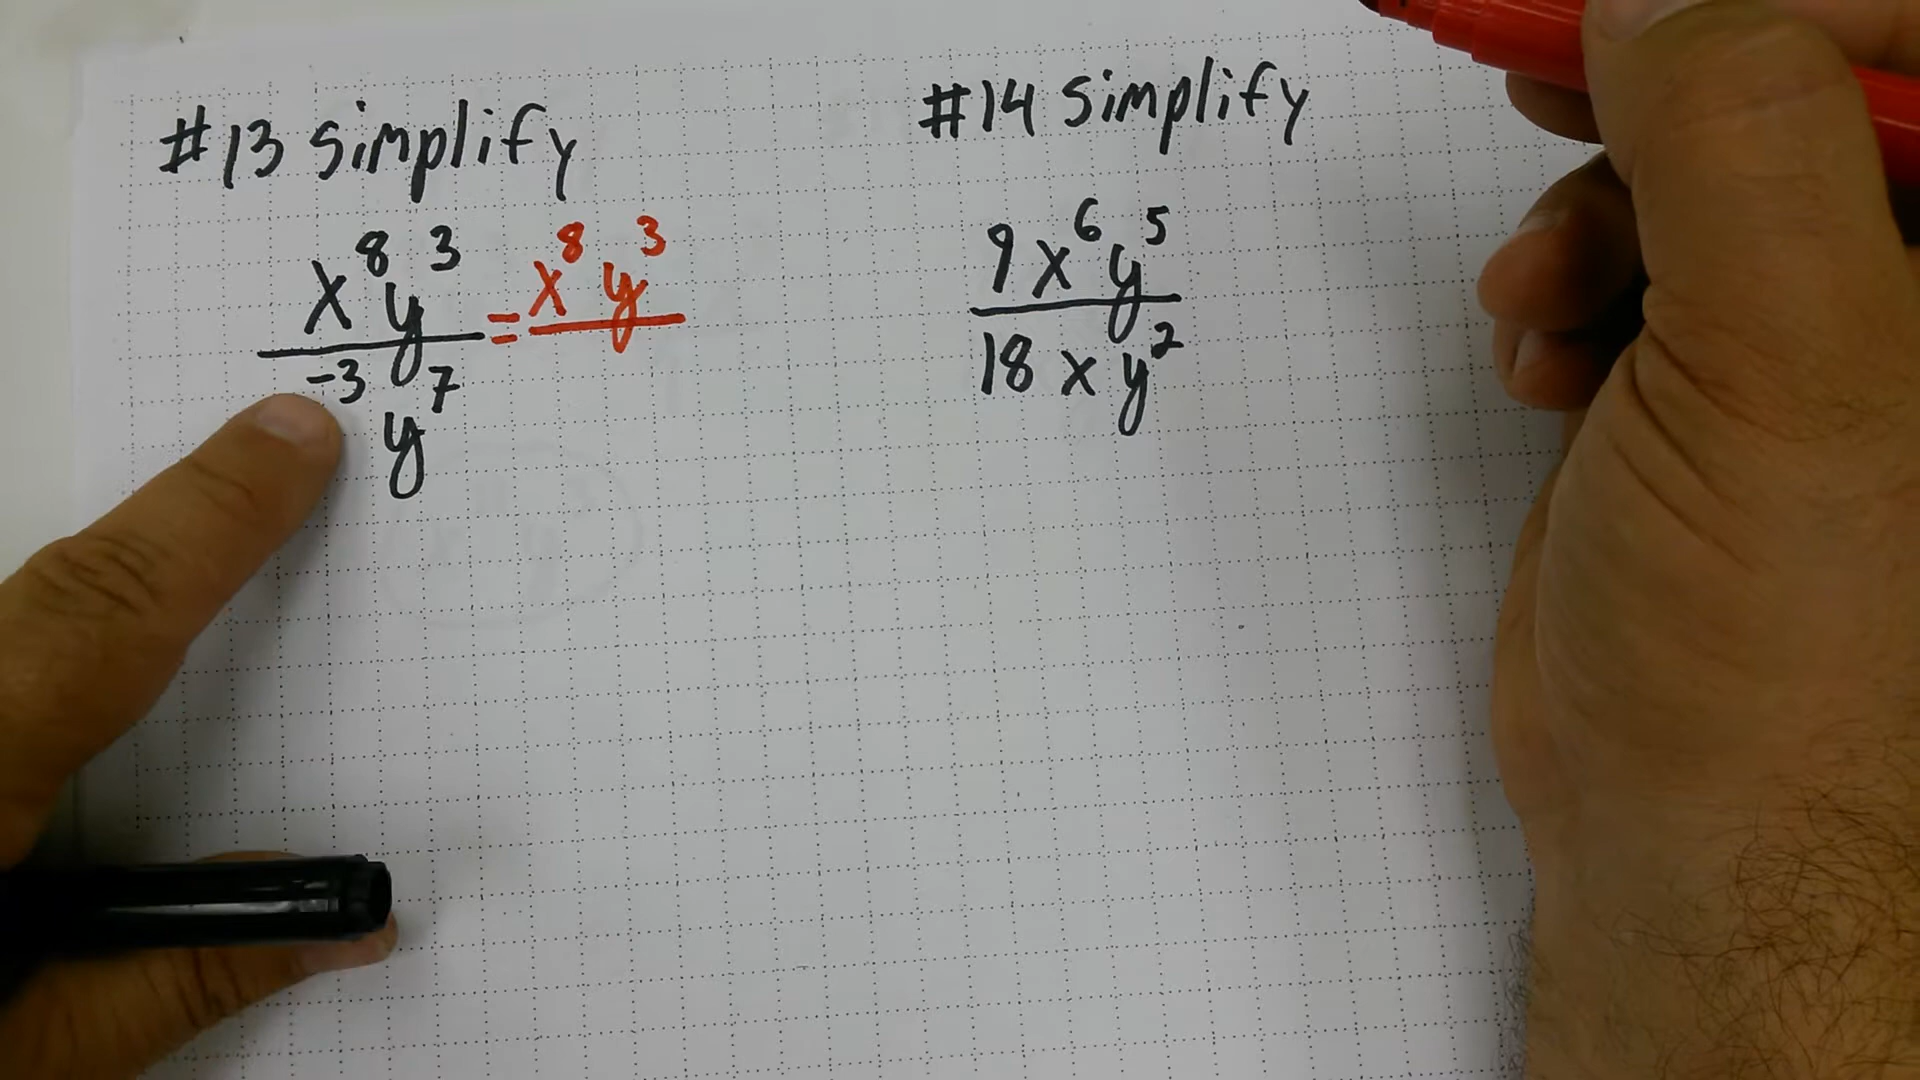 #13 simplify
x^8 y^3 / ^-3 y^7 = x^8 y^3 /
#14 simplify
9x^6 y^5 / 18 x y^2